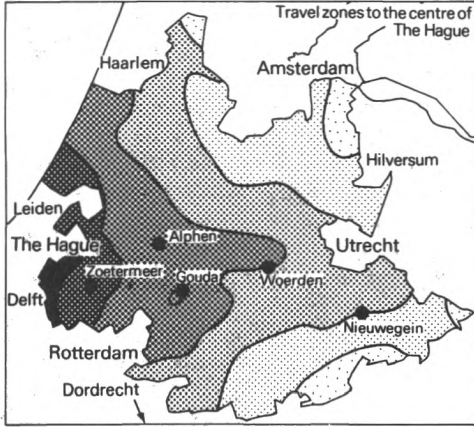 Travel zones to the centre of
The Hague
Haarlem
Amsterdam
Hilversum
Leiden
The Hague
Alphen
Utrecht
Zoetermeer
Gouda
Woerden
Delft
Nieuwegein
Rotterdam
Dordrecht